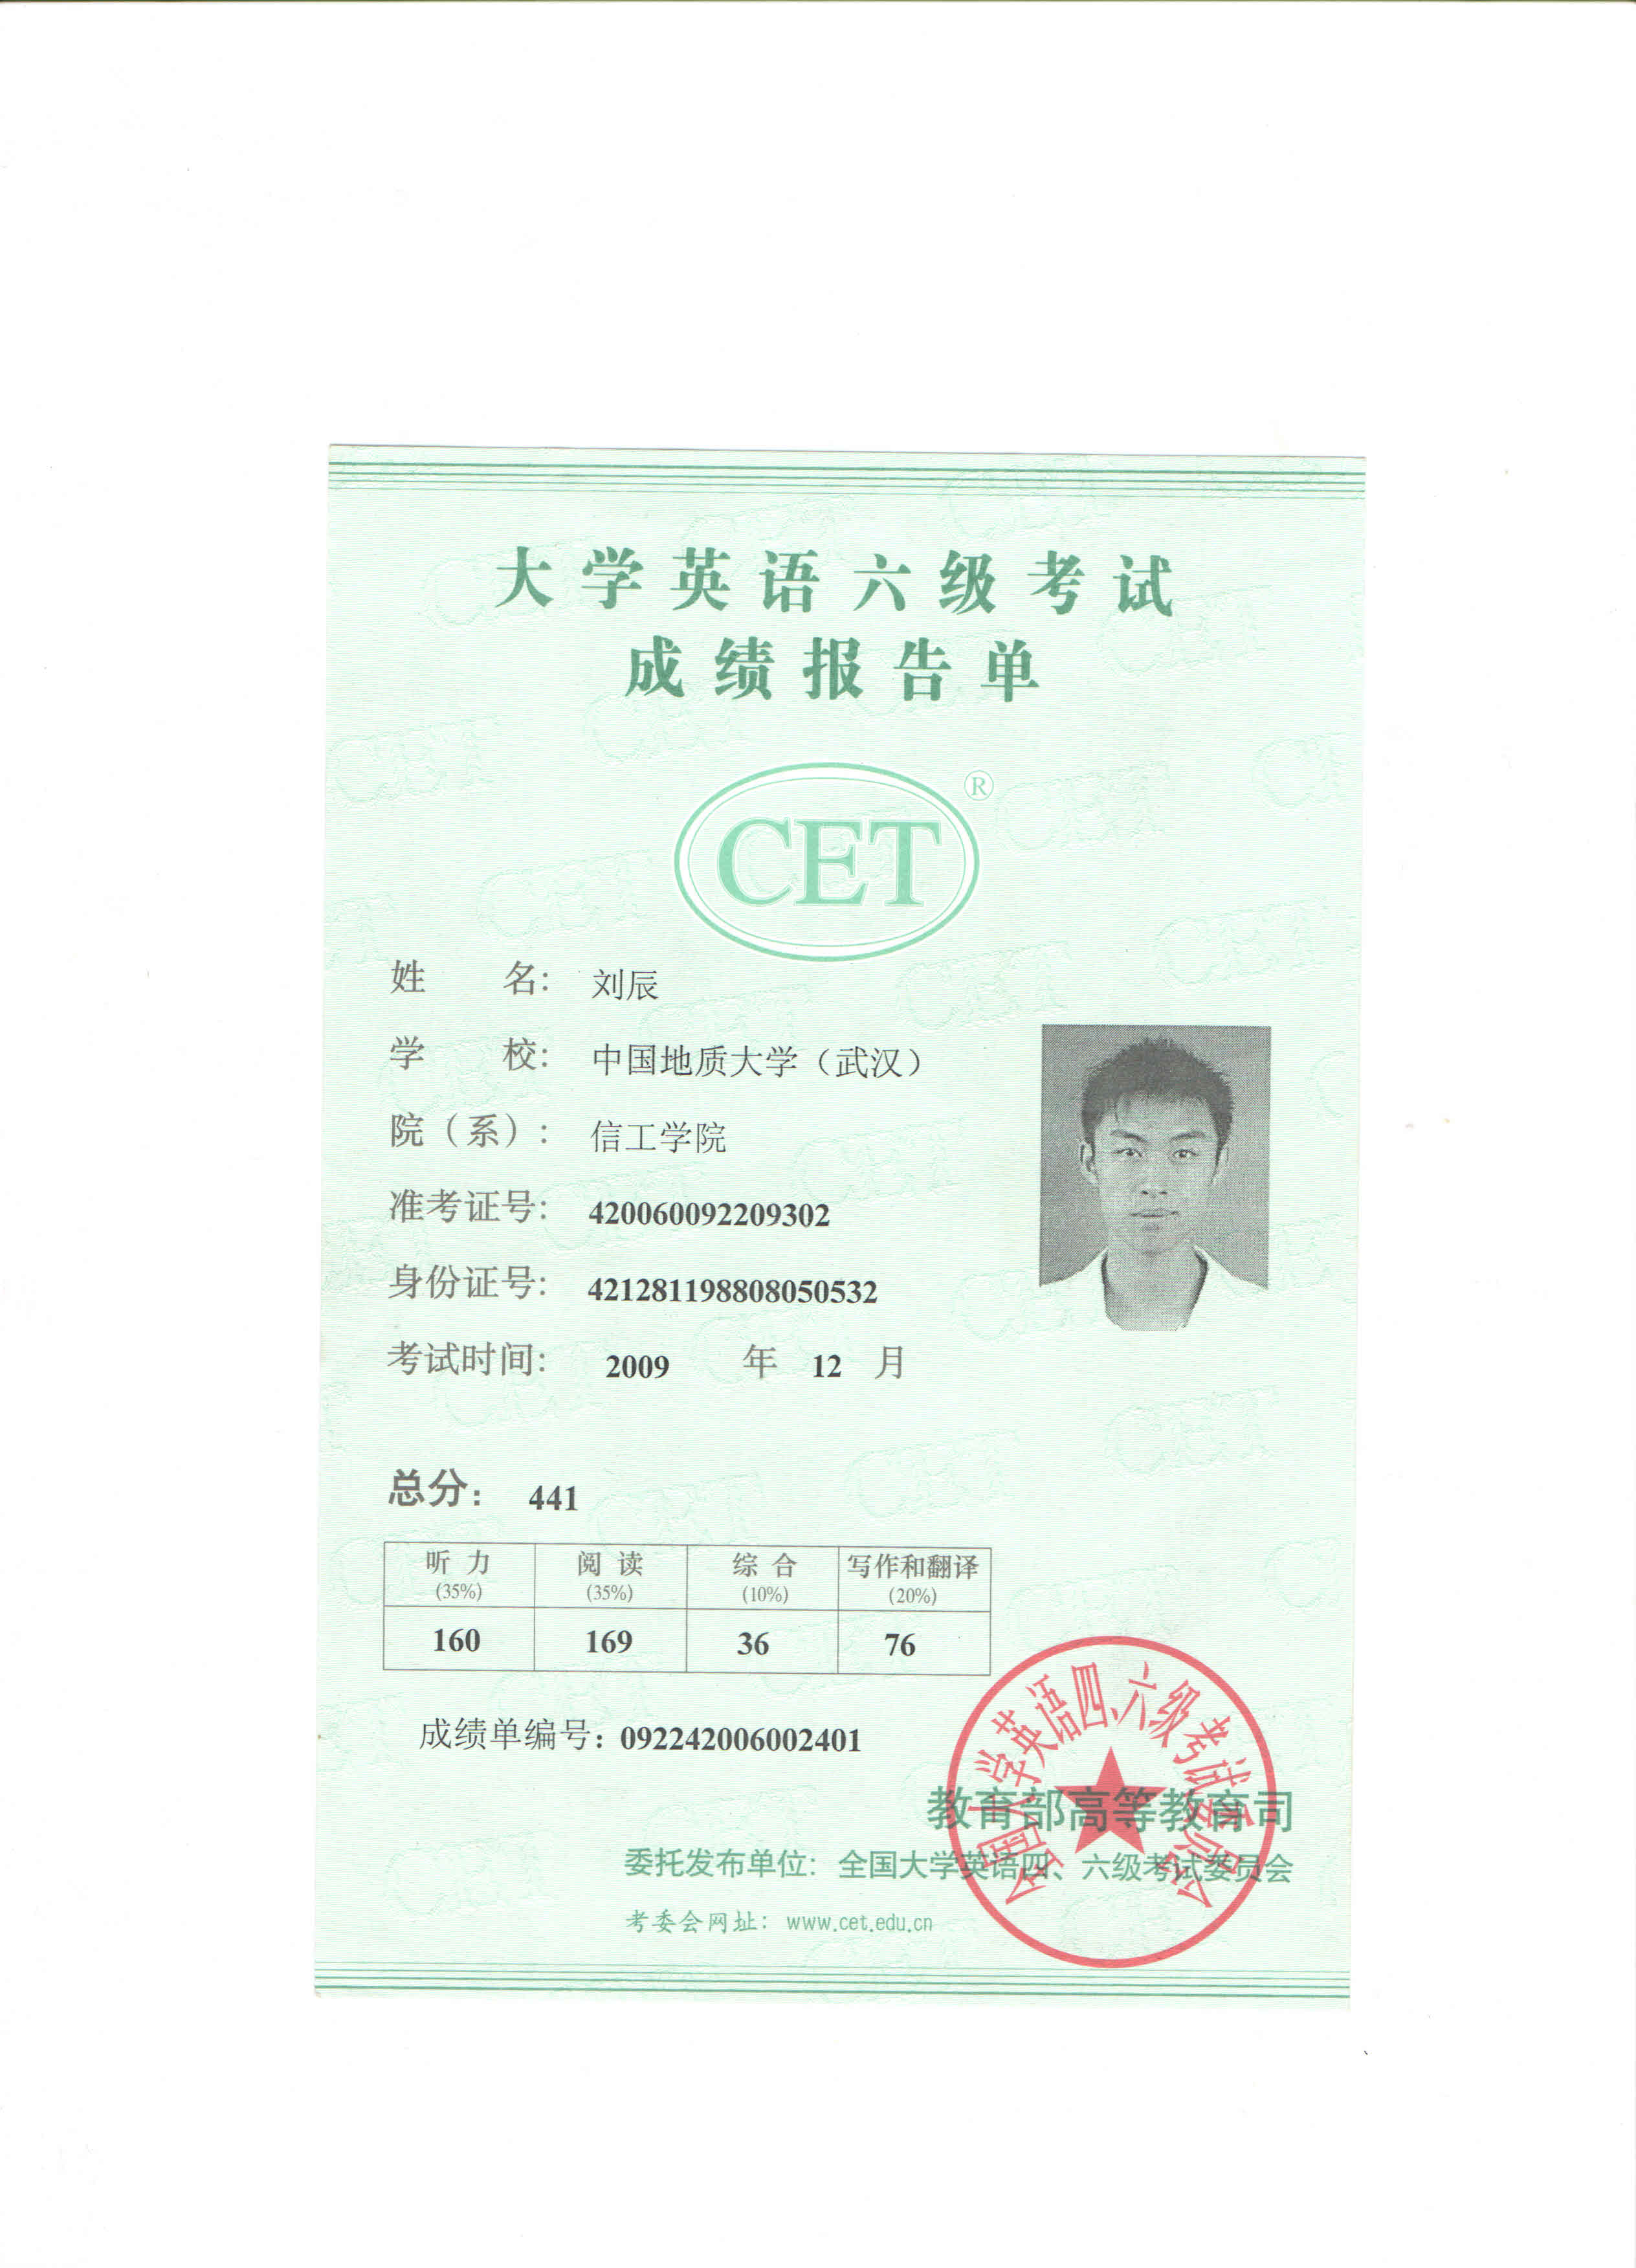 大学英语六级考试
成绩报告单
CET®
姓 名： 刘辰
学 校： 中国地质大学（武汉）
院（系）： 信工学院
准考证号： 420060092209302
身份证号： 421281198808050532
考试时间： 2009 年 12 月
总分： 441
听力 阅读 综合 写作和翻译
(35%) (35%) (10%) (20%)
160 169 36 76
成绩单编号：092242006002401
全国大学英语四、六级考试委员会
教育部高等教育司
委托发布单位：全国大学英语四、六级考试委员会
考委会网址：www.cet.edu.cn